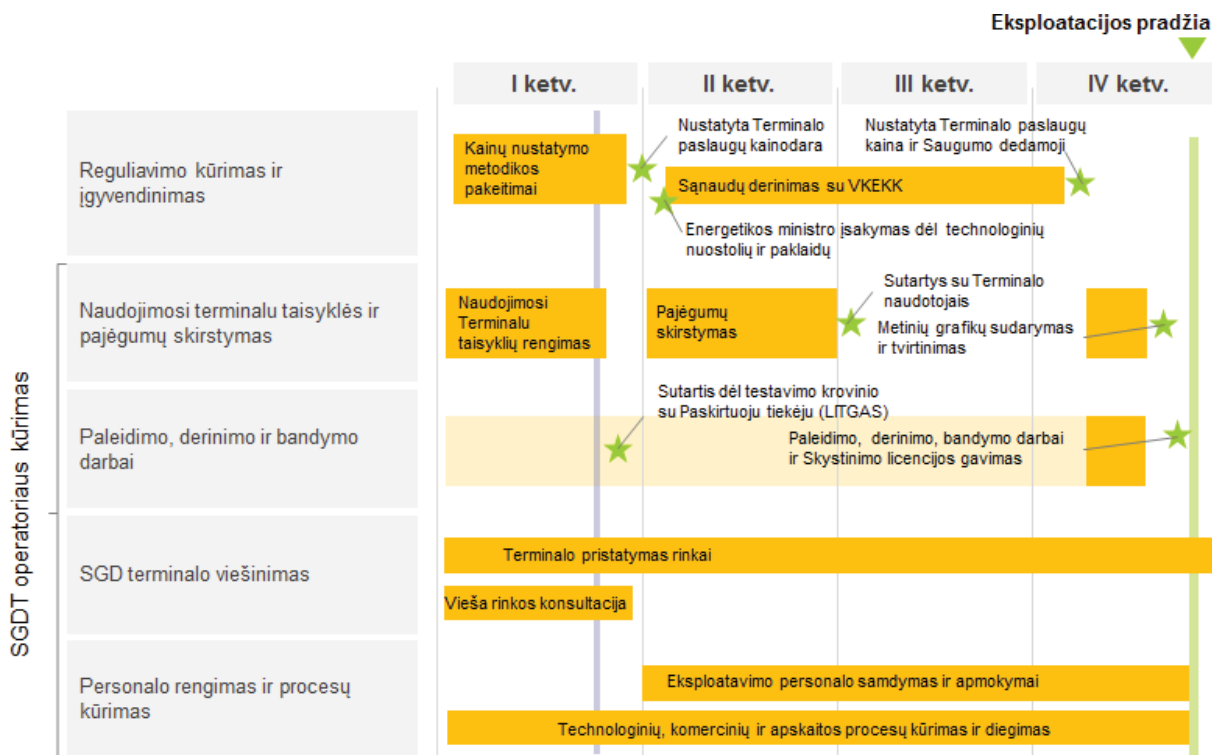 Eksploatacijos pradžia
I ketv.
II ketv.
III ketv.
IV ketv.
SGDT operatoriaus kūrimas
Reguliavimo kūrimas ir
įgyvendinimas
Kainų nustatymo
metodikos
pakeitimai
Nustatyta Terminalo
paslaugų kainodara
Nustatyta Terminalo paslaugų
kaina ir Saugumo dedamoji
Sąnaudų derinimas su VKEKK
Energetikos ministro įsakymas dėl technologinių
nuostolių ir paklaidų
Naudojimosi terminalu taisyklės ir
pajėgumų skirstymas
Naudojimosi
Terminalu
taisyklių rengimas
Pajėgumų
skirstymas
Sutartys su Terminalo
naudotojais
Metinių grafikų sudarymas
ir tvirtinimas
Paleidimo, derinimo ir bandymo
darbai
Sutartis dėl testavimo krovinio
su Paskirtuoju tiekėju (LITGAS)
Paleidimo, derinimo, bandymo darbai
ir Skystinimo licencijos gavimas
SGD terminalo viešinimas
Terminalo pristatymas rinkai
Vieša rinkos konsultacija
Personalo rengimas ir procesų
kūrimas
Eksploatavimo personalo samdymas ir apmokymai
Technologinių, komercinių ir apskaitos procesų kūrimas ir diegimas